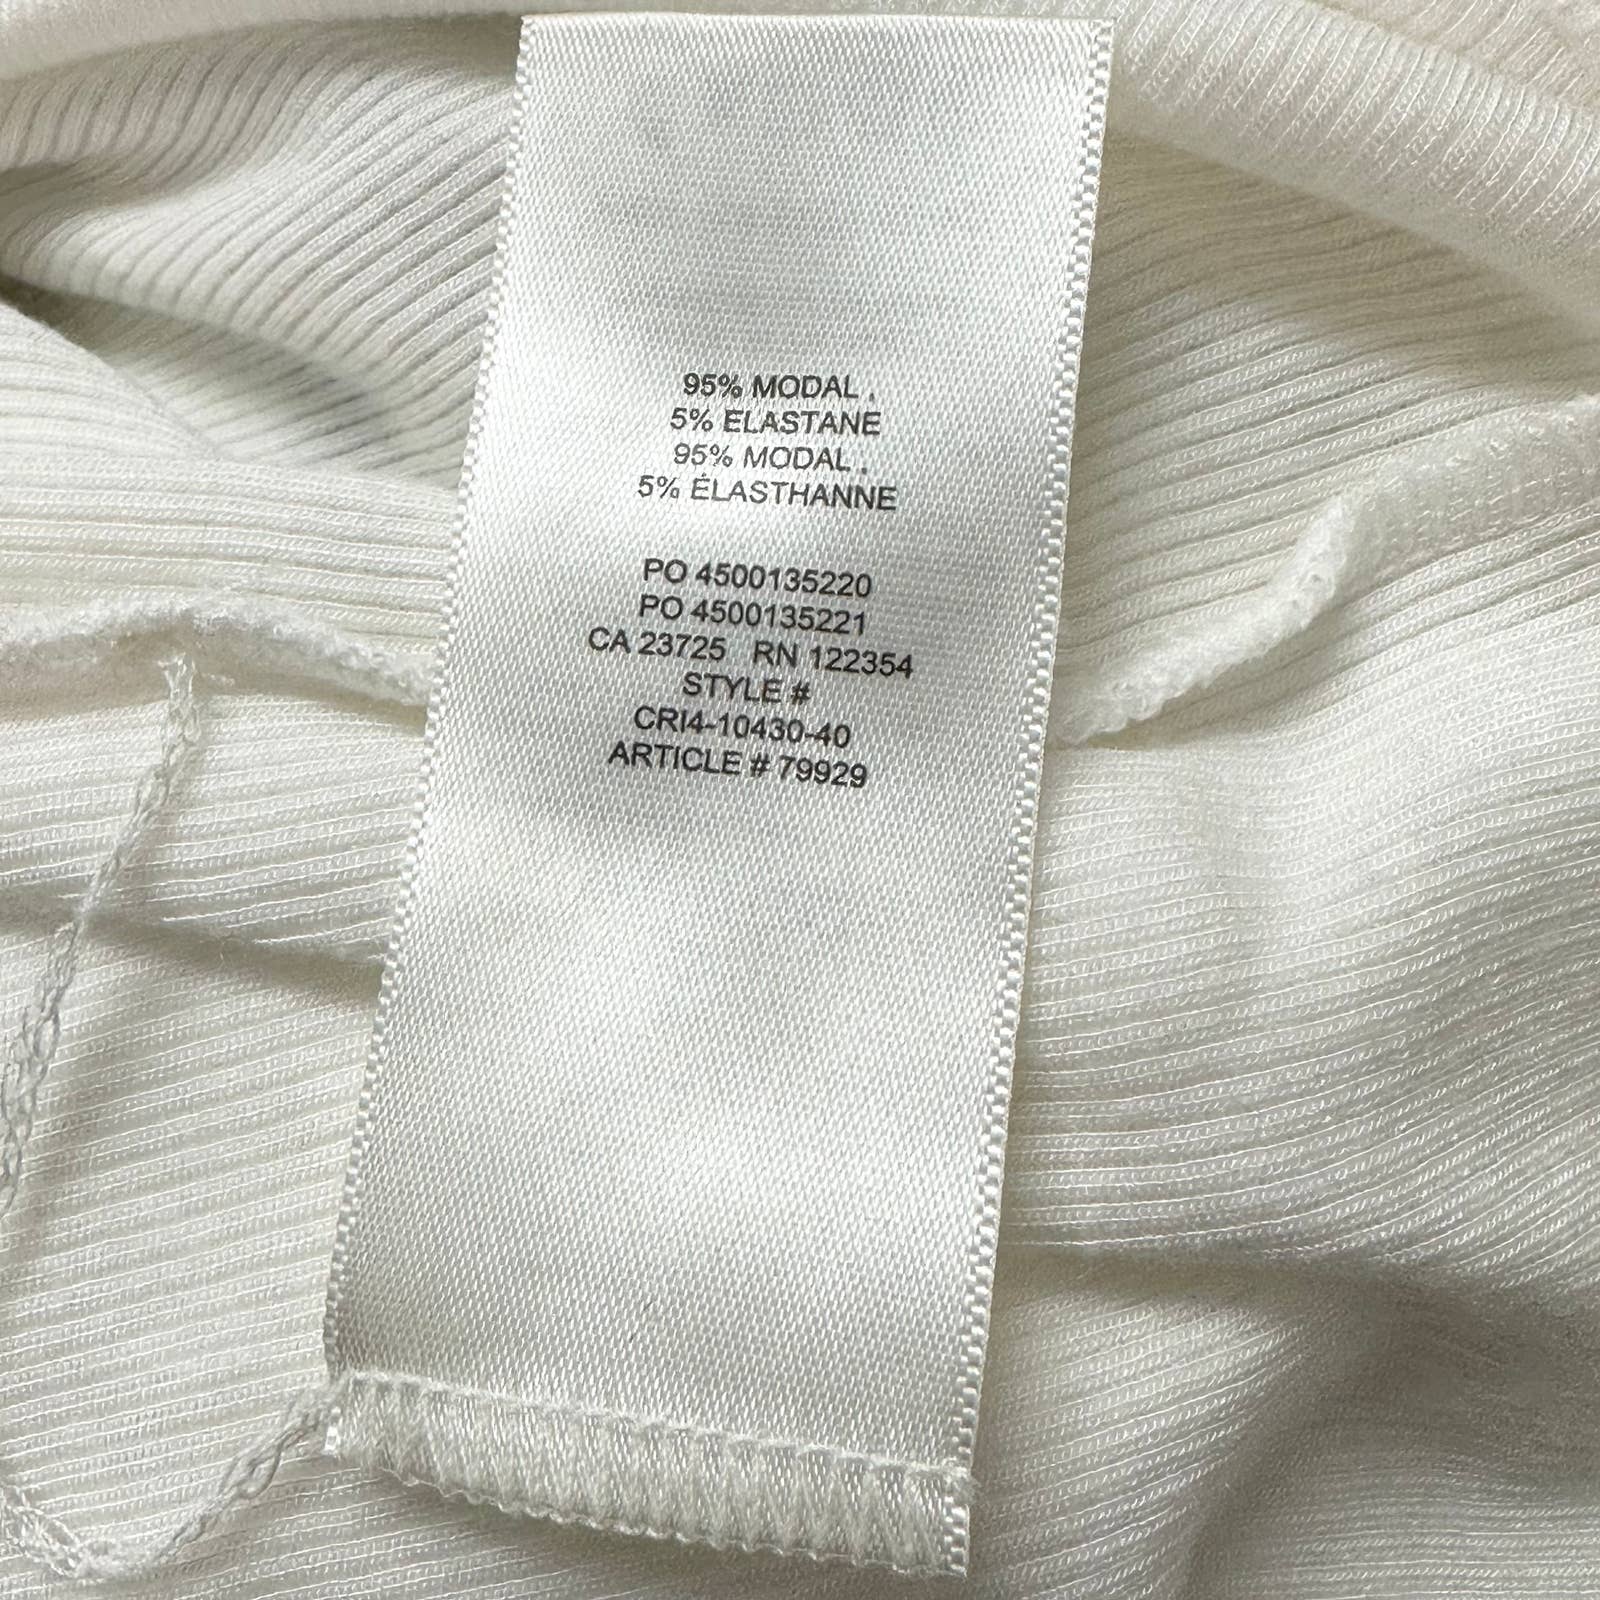 95% MODAL ,
5% ELASTANE
95% MODAL ,
5% ÉLASTHANNE
PO 4500135220
PO 4500135221
CA 23725 RN 122354
STYLE #
CRI4-10430-40
ARTICLE # 79929